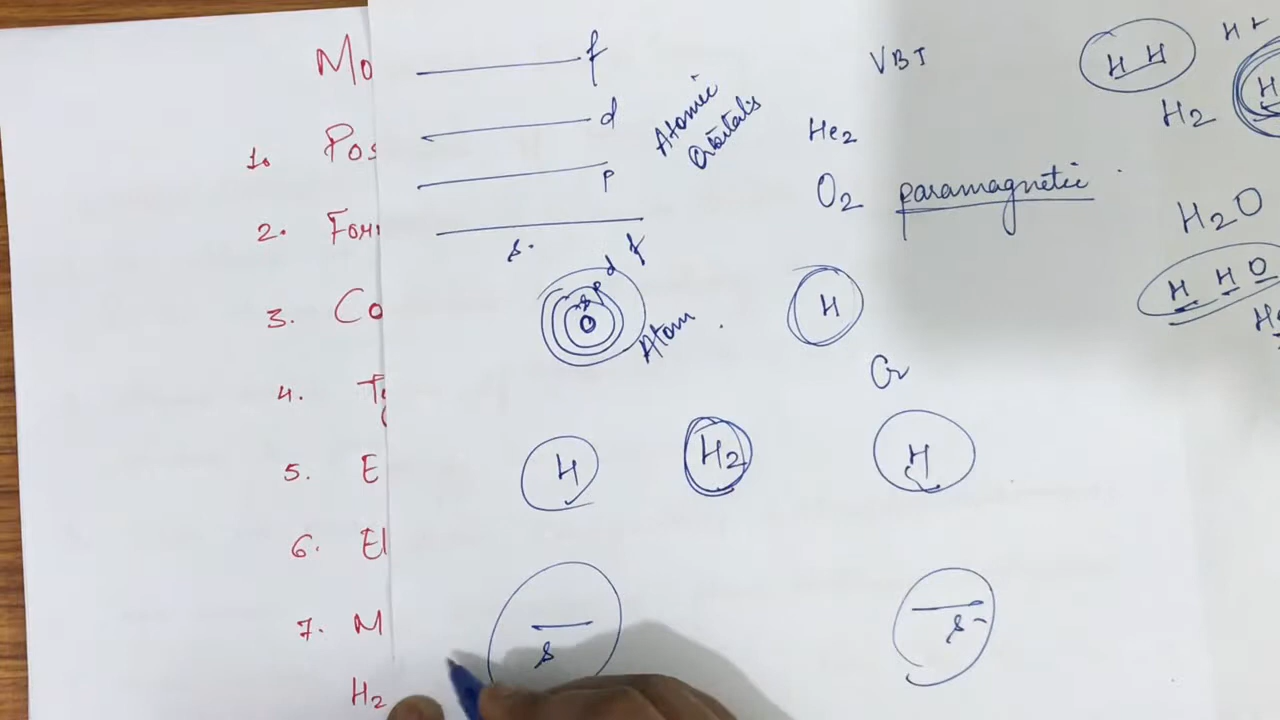 Mo
1. Pos
2. For
3. Co
4. T
5. E
6. El
7. M
H2
f
d
p
s.
Atomic
Orbitals
s p d f
Atom
VBT
He2
O2 paramagnetic
H
Cr
H H2 H
s s
H H
H2 H
H2O
H H O